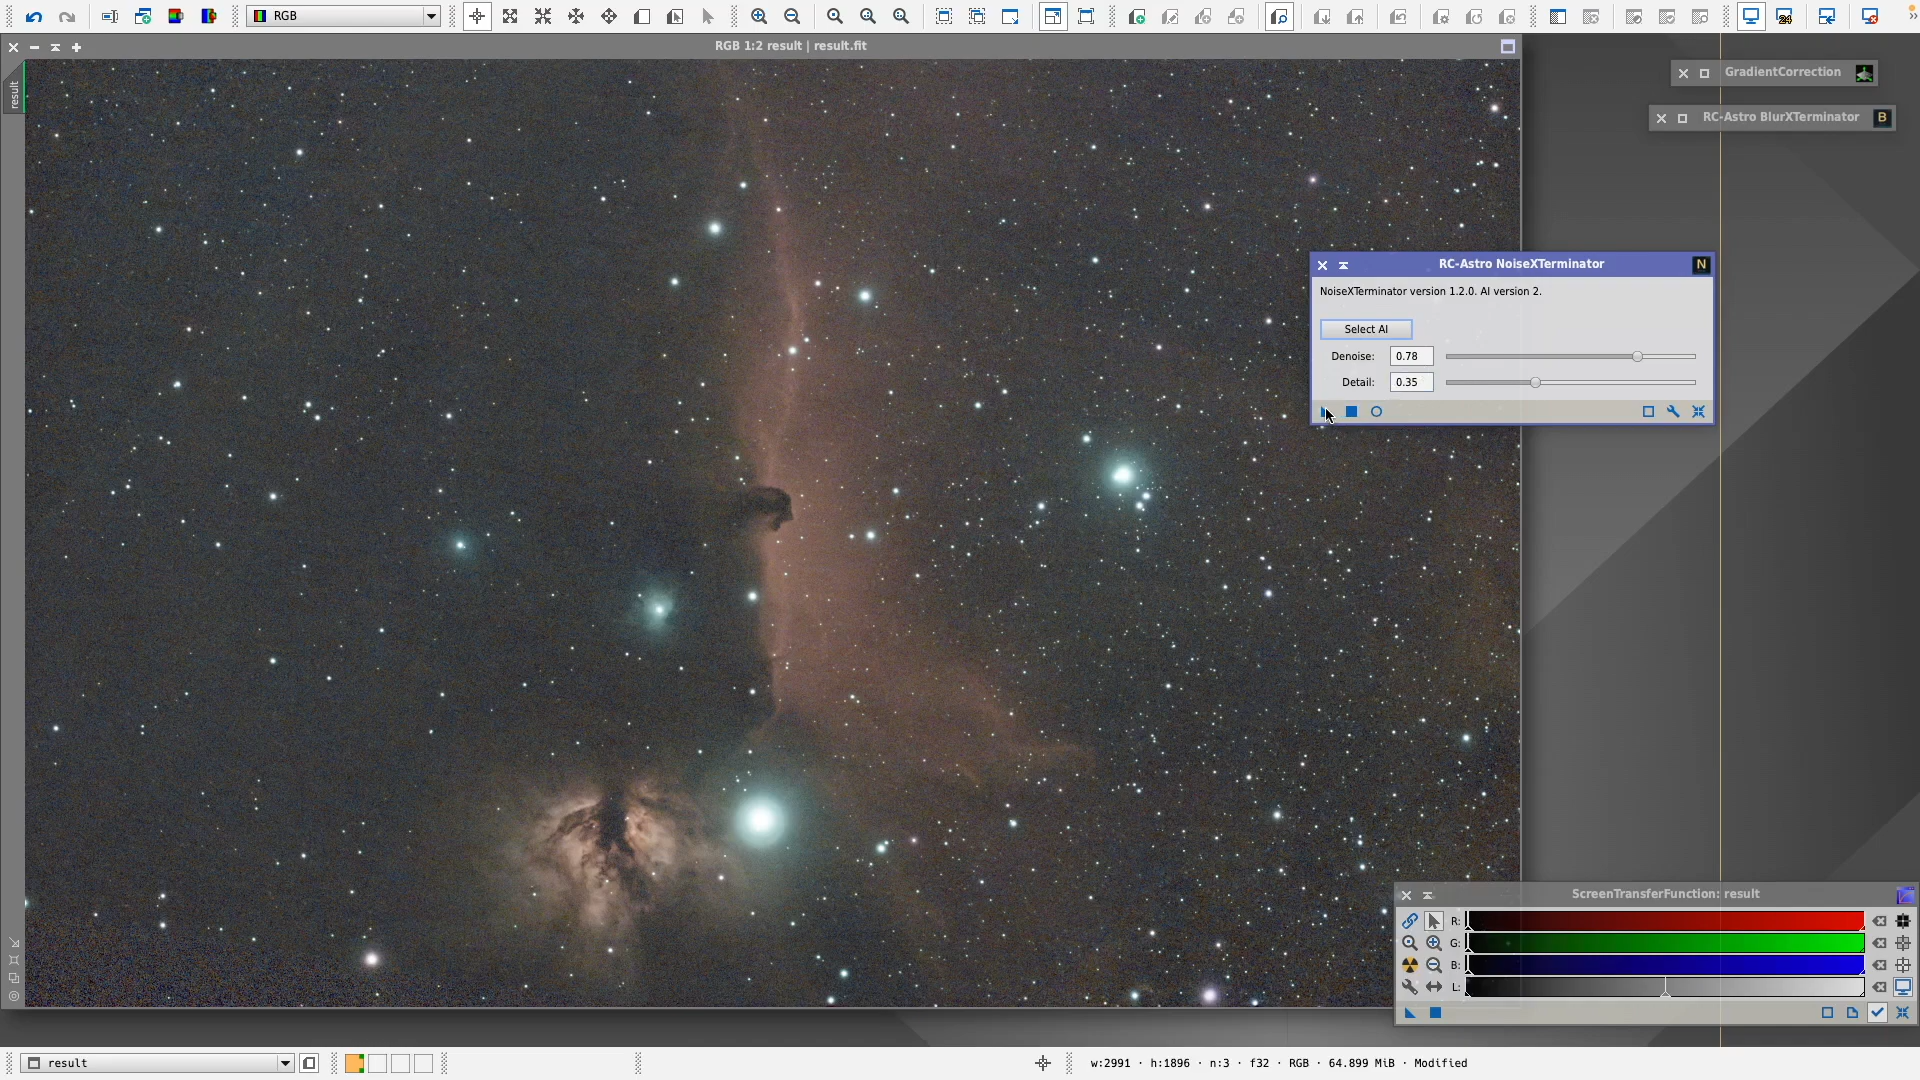 RGB
24
RGB 1:2 result | result.fit
result
GradientCorrection
RC-Astro BlurXTerminator B
RC-Astro NoiseXTerminator N
NoiseXTerminator version 1.2.0. AI version 2.
Select AI
Denoise: 0.78
Detail: 0.35
ScreenTransferFunction: result
R:
G:
B:
L:
result
w:2991 · h:1896 · n:3 · f32 · RGB · 64.899 MiB · Modified